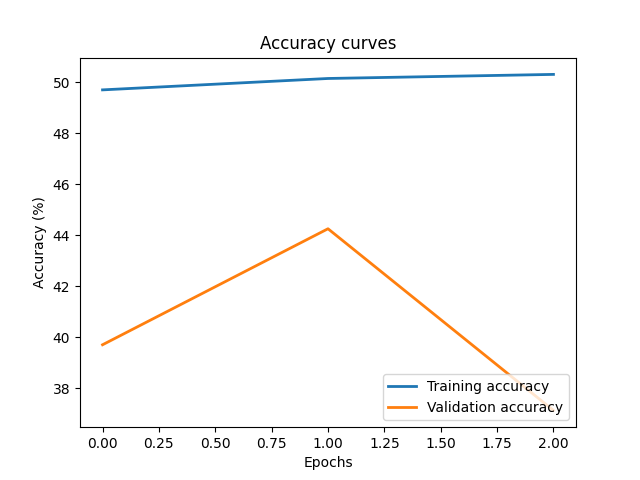 Accuracy curves
Accuracy (%)
50
48
46
44
42
40
38
Training accuracy
Validation accuracy
0.00 0.25 0.50 0.75 1.00 1.25 1.50 1.75 2.00
Epochs